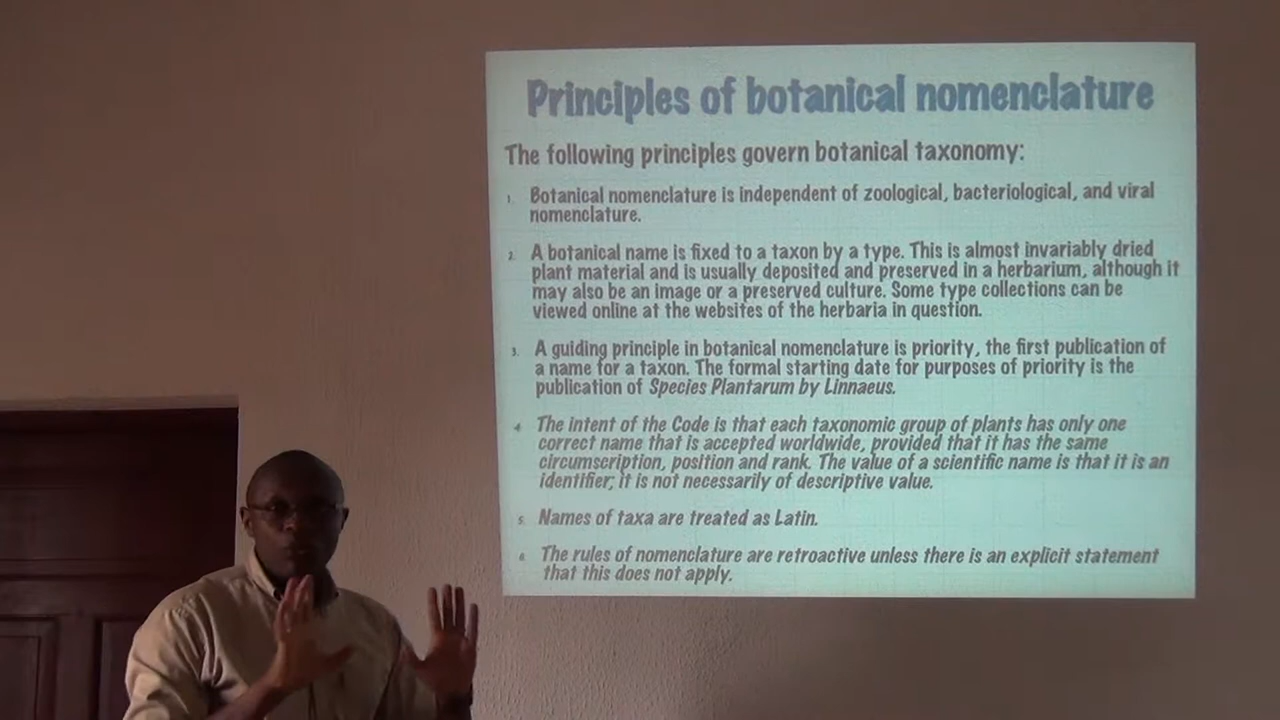 Principles of botanical nomenclature
The following principles govern botanical taxonomy:
1. Botanical nomenclature is independent of zoological, bacteriological, and viral
nomenclature.
2. A botanical name is fixed to a taxon by a type. This is almost invariably dried
plant material and is usually deposited and preserved in a herbarium, although it
may also be an image or a preserved culture. Some type collections can be
viewed online at the websites of the herbaria in question.
3. A guiding principle in botanical nomenclature is priority, the first publication of
a name for a taxon. The formal starting date for purposes of priority is the
publication of Species Plantarum by Linnaeus.
4. The intent of the Code is that each taxonomic group of plants has only one
correct name that is accepted worldwide, provided that it has the same
circumscription, position and rank. The value of a scientific name is that it is an
identifier; it is not necessarily of descriptive value.
5. Names of taxa are treated as Latin.
6. The rules of nomenclature are retroactive unless there is an explicit statement
that this does not apply.